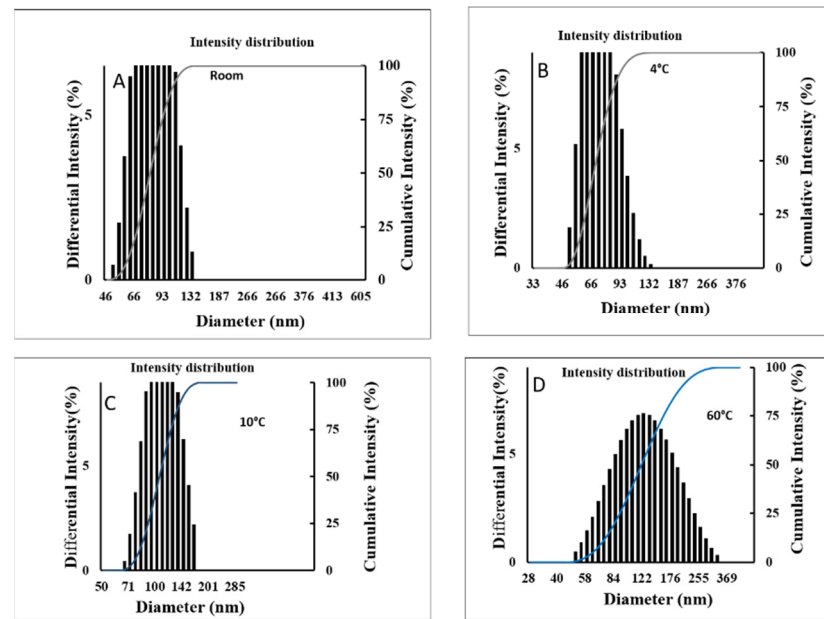 Intensity distribution
A
Room
Differential Intensity (%)
Cumulative Intensity (%)
5
0
100
75
50
25
0
46 66 93 132 187 266 376 413 605
Diameter (nm)
Intensity distribution
B
4°C
Differential Intensity (%)
Cumulative Intensity (%)
5
0
100
75
50
25
0
33 46 66 93 132 187 266 376
Diameter (nm)
Intensity distribution
C
10°C
Differential Intensity(%)
Cumulative Intensity (%)
5
0
100
75
50
25
0
50 71 100 142 201 285
Diameter (nm)
Intensity distribution
D
60°C
Differential Intensity(%)
Cumulative Intensity (%)
5
0
100
75
50
25
0
28 40 58 84 122 176 255 369
Diameter (nm)